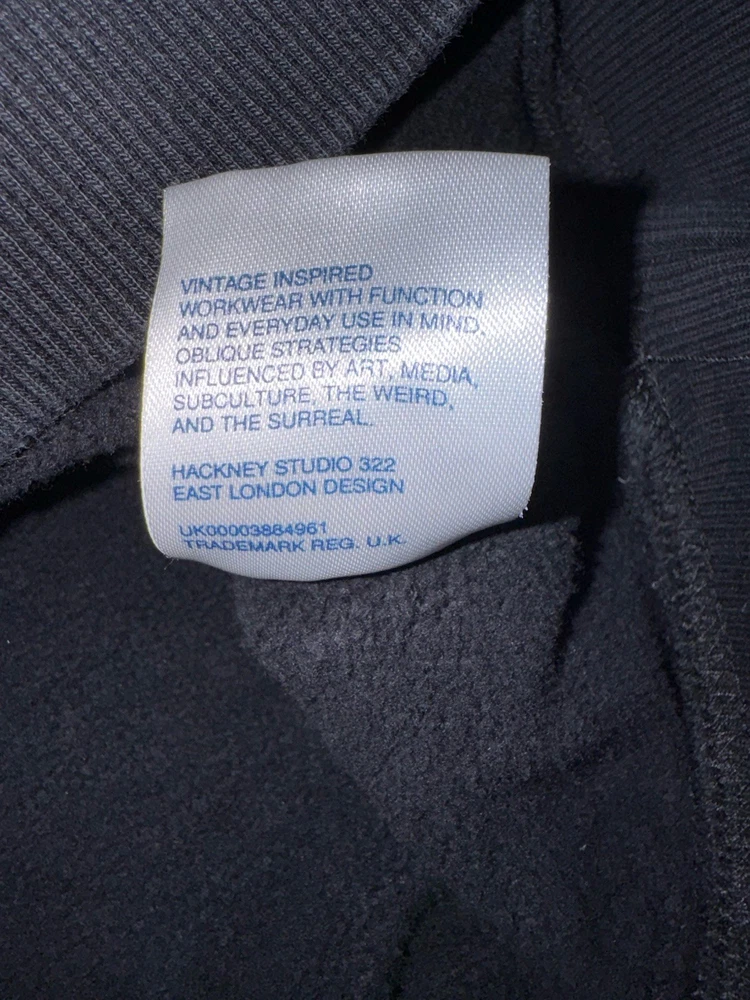 VINTAGE INSPIRED
WORKWEAR WITH FUNCTION
AND EVERYDAY USE IN MIND.
OBLIQUE STRATEGIES
INFLUENCED BY ART, MEDIA,
SUBCULTURE, THE WEIRD,
AND THE SURREAL.
HACKNEY STUDIO 322
EAST LONDON DESIGN
UK00003884961
TRADEMARK REG. U.K.